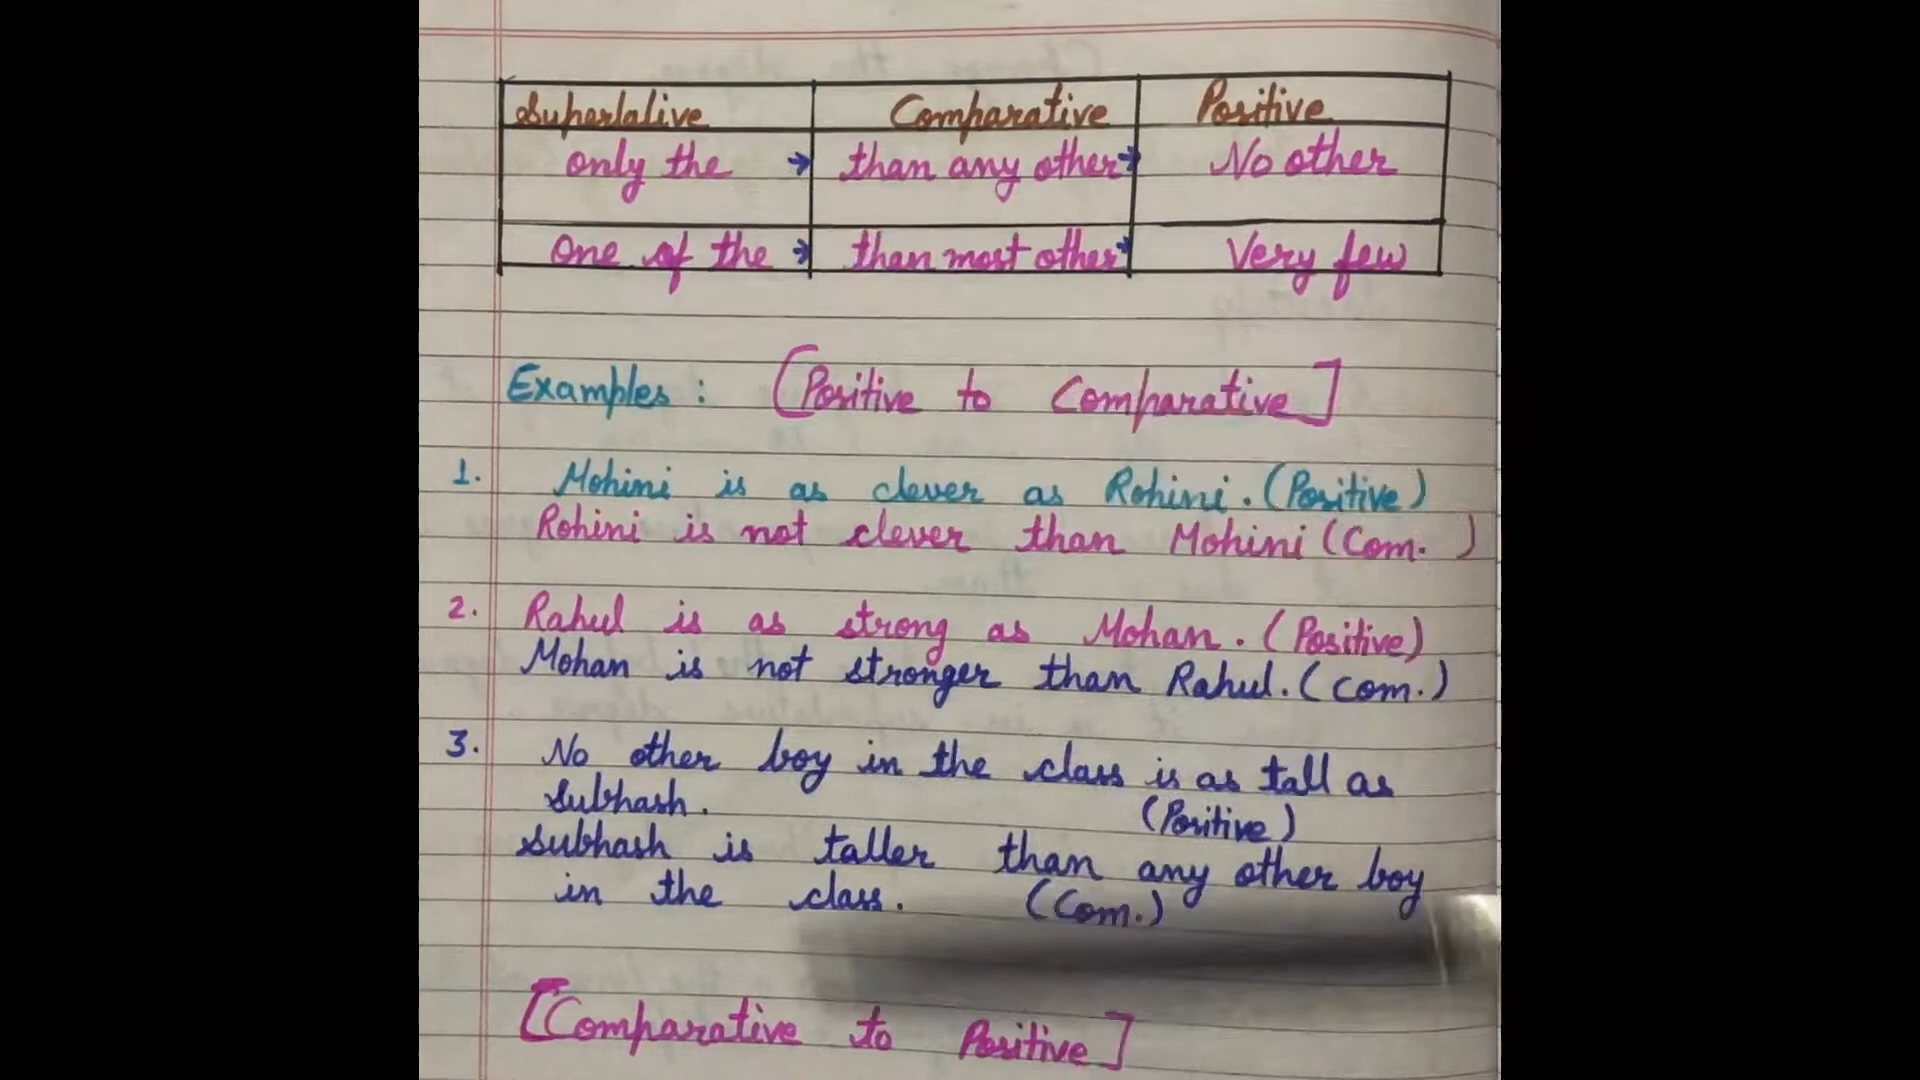 Superlative Comparative Positive
only the → than any other → No other
One of the → than most other → Very few
Examples : [Positive to Comparative]
1. Mohini is as clever as Rohini. (Positive)
Rohini is not clever than Mohini (Com. )
2. Rahul is as strong as Mohan. (Positive)
Mohan is not stronger than Rahul. (Com.)
3. No other boy in the class is as tall as
Subhash. (Positive)
Subhash is taller than any other boy
in the class. (Com.)
[Comparative to Positive]